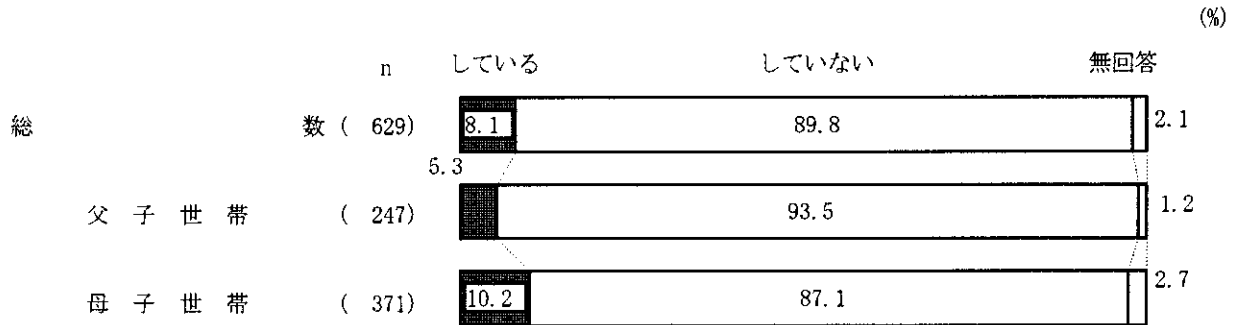 (%)
n している していない 無回答
総 数 ( 629) 8.1 89.8 2.1
父 子 世 帯 ( 247) 5.3 93.5 1.2
母 子 世 帯 ( 371) 10.2 87.1 2.7